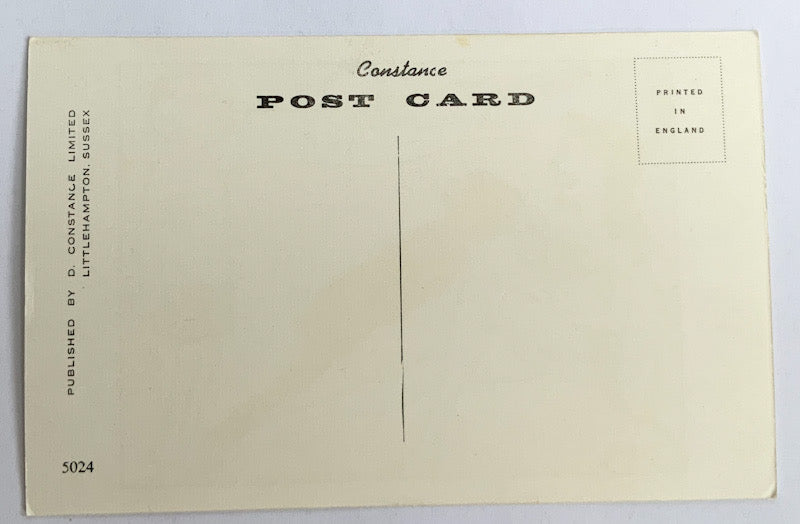 Constance
POST CARD
PRINTED
IN
ENGLAND
PUBLISHED BY D. CONSTANCE LIMITED
LITTLEHAMPTON, SUSSEX
5024